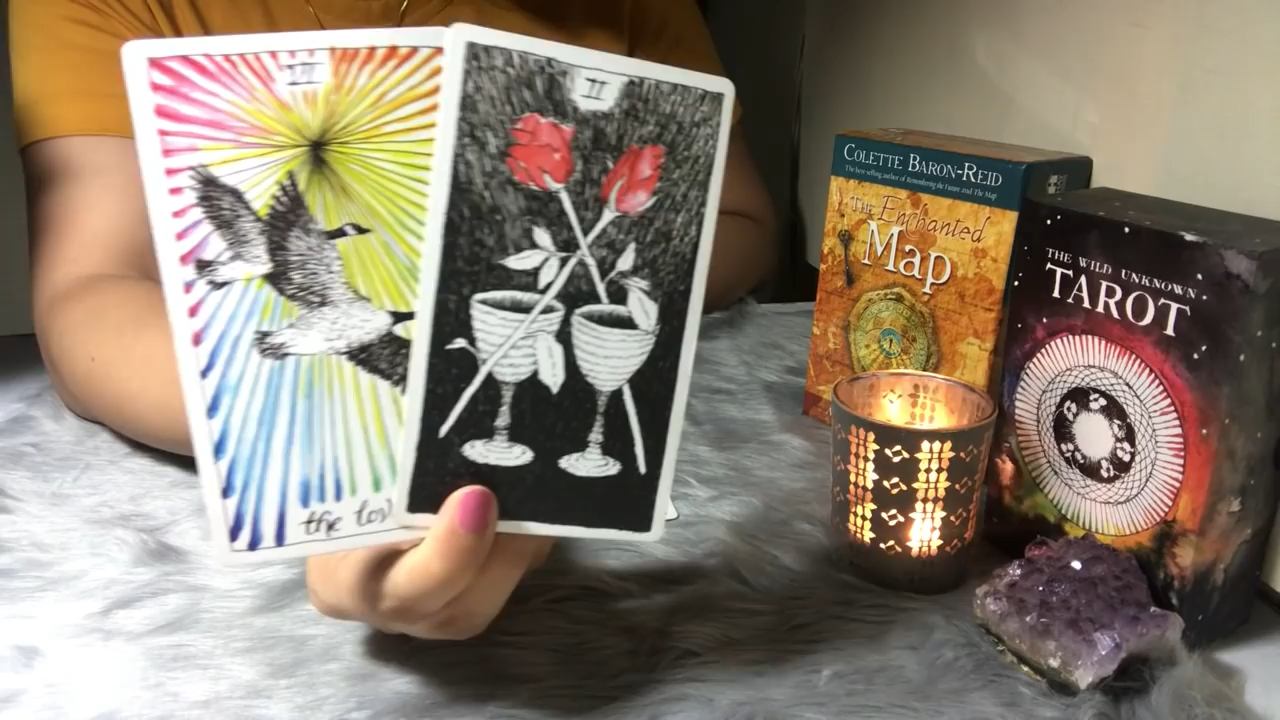 VI
the lov
II
COLETTE BARON-REID
The best-selling author of Remembering the Future and The Map
THE Enchanted
Map
THE WILD UNKNOWN
TAROT